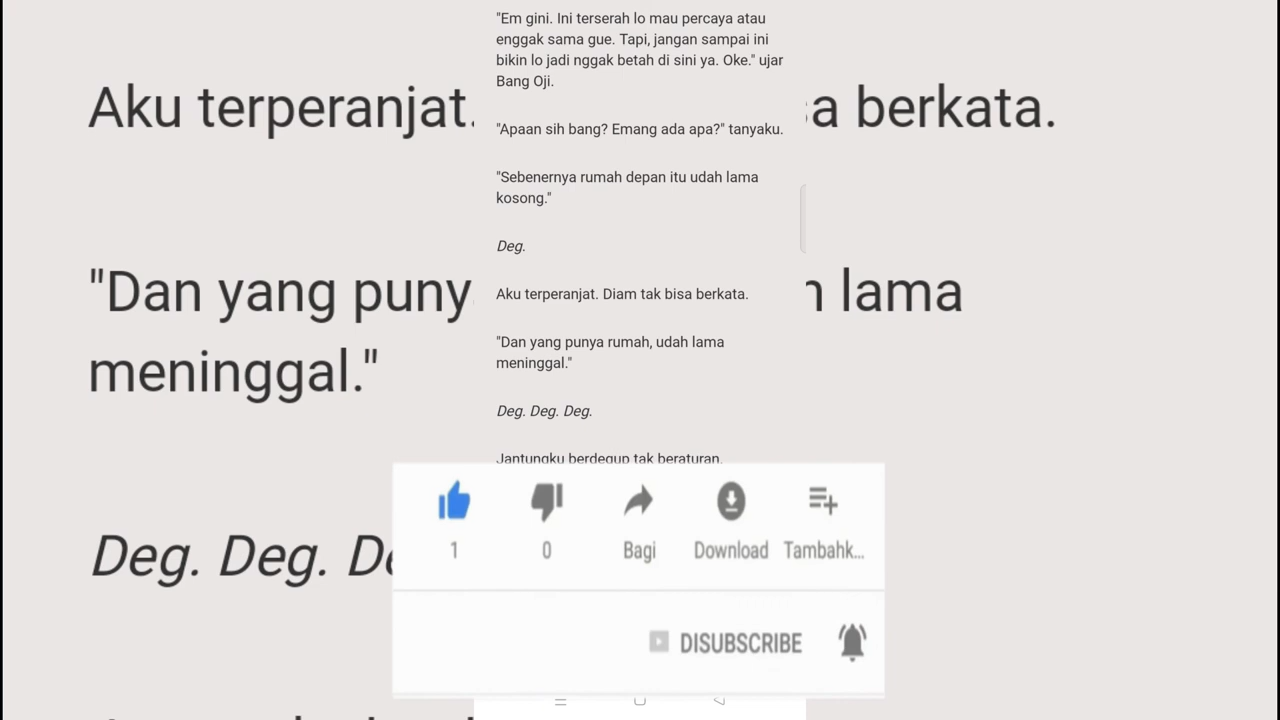 "Em gini. Ini terserah lo mau percaya atau
enggak sama gue. Tapi, jangan sampai ini
bikin lo jadi nggak betah di sini ya. Oke." ujar
Bang Oji.
"Apaan sih bang? Emang ada apa?" tanyaku.
"Sebenernya rumah depan itu udah lama
kosong."
Deg.
Aku terperanjat. Diam tak bisa berkata.
"Dan yang punya rumah, udah lama
meninggal."
Deg. Deg. Deg.
Jantungku berdegup tak beraturan.
Aku terperanjat.
berkata.
"Dan yang
lama
meninggal."
Deg. Deg.
1
0
Bagi
Download
Tambahk...
DISUBSCRIBE